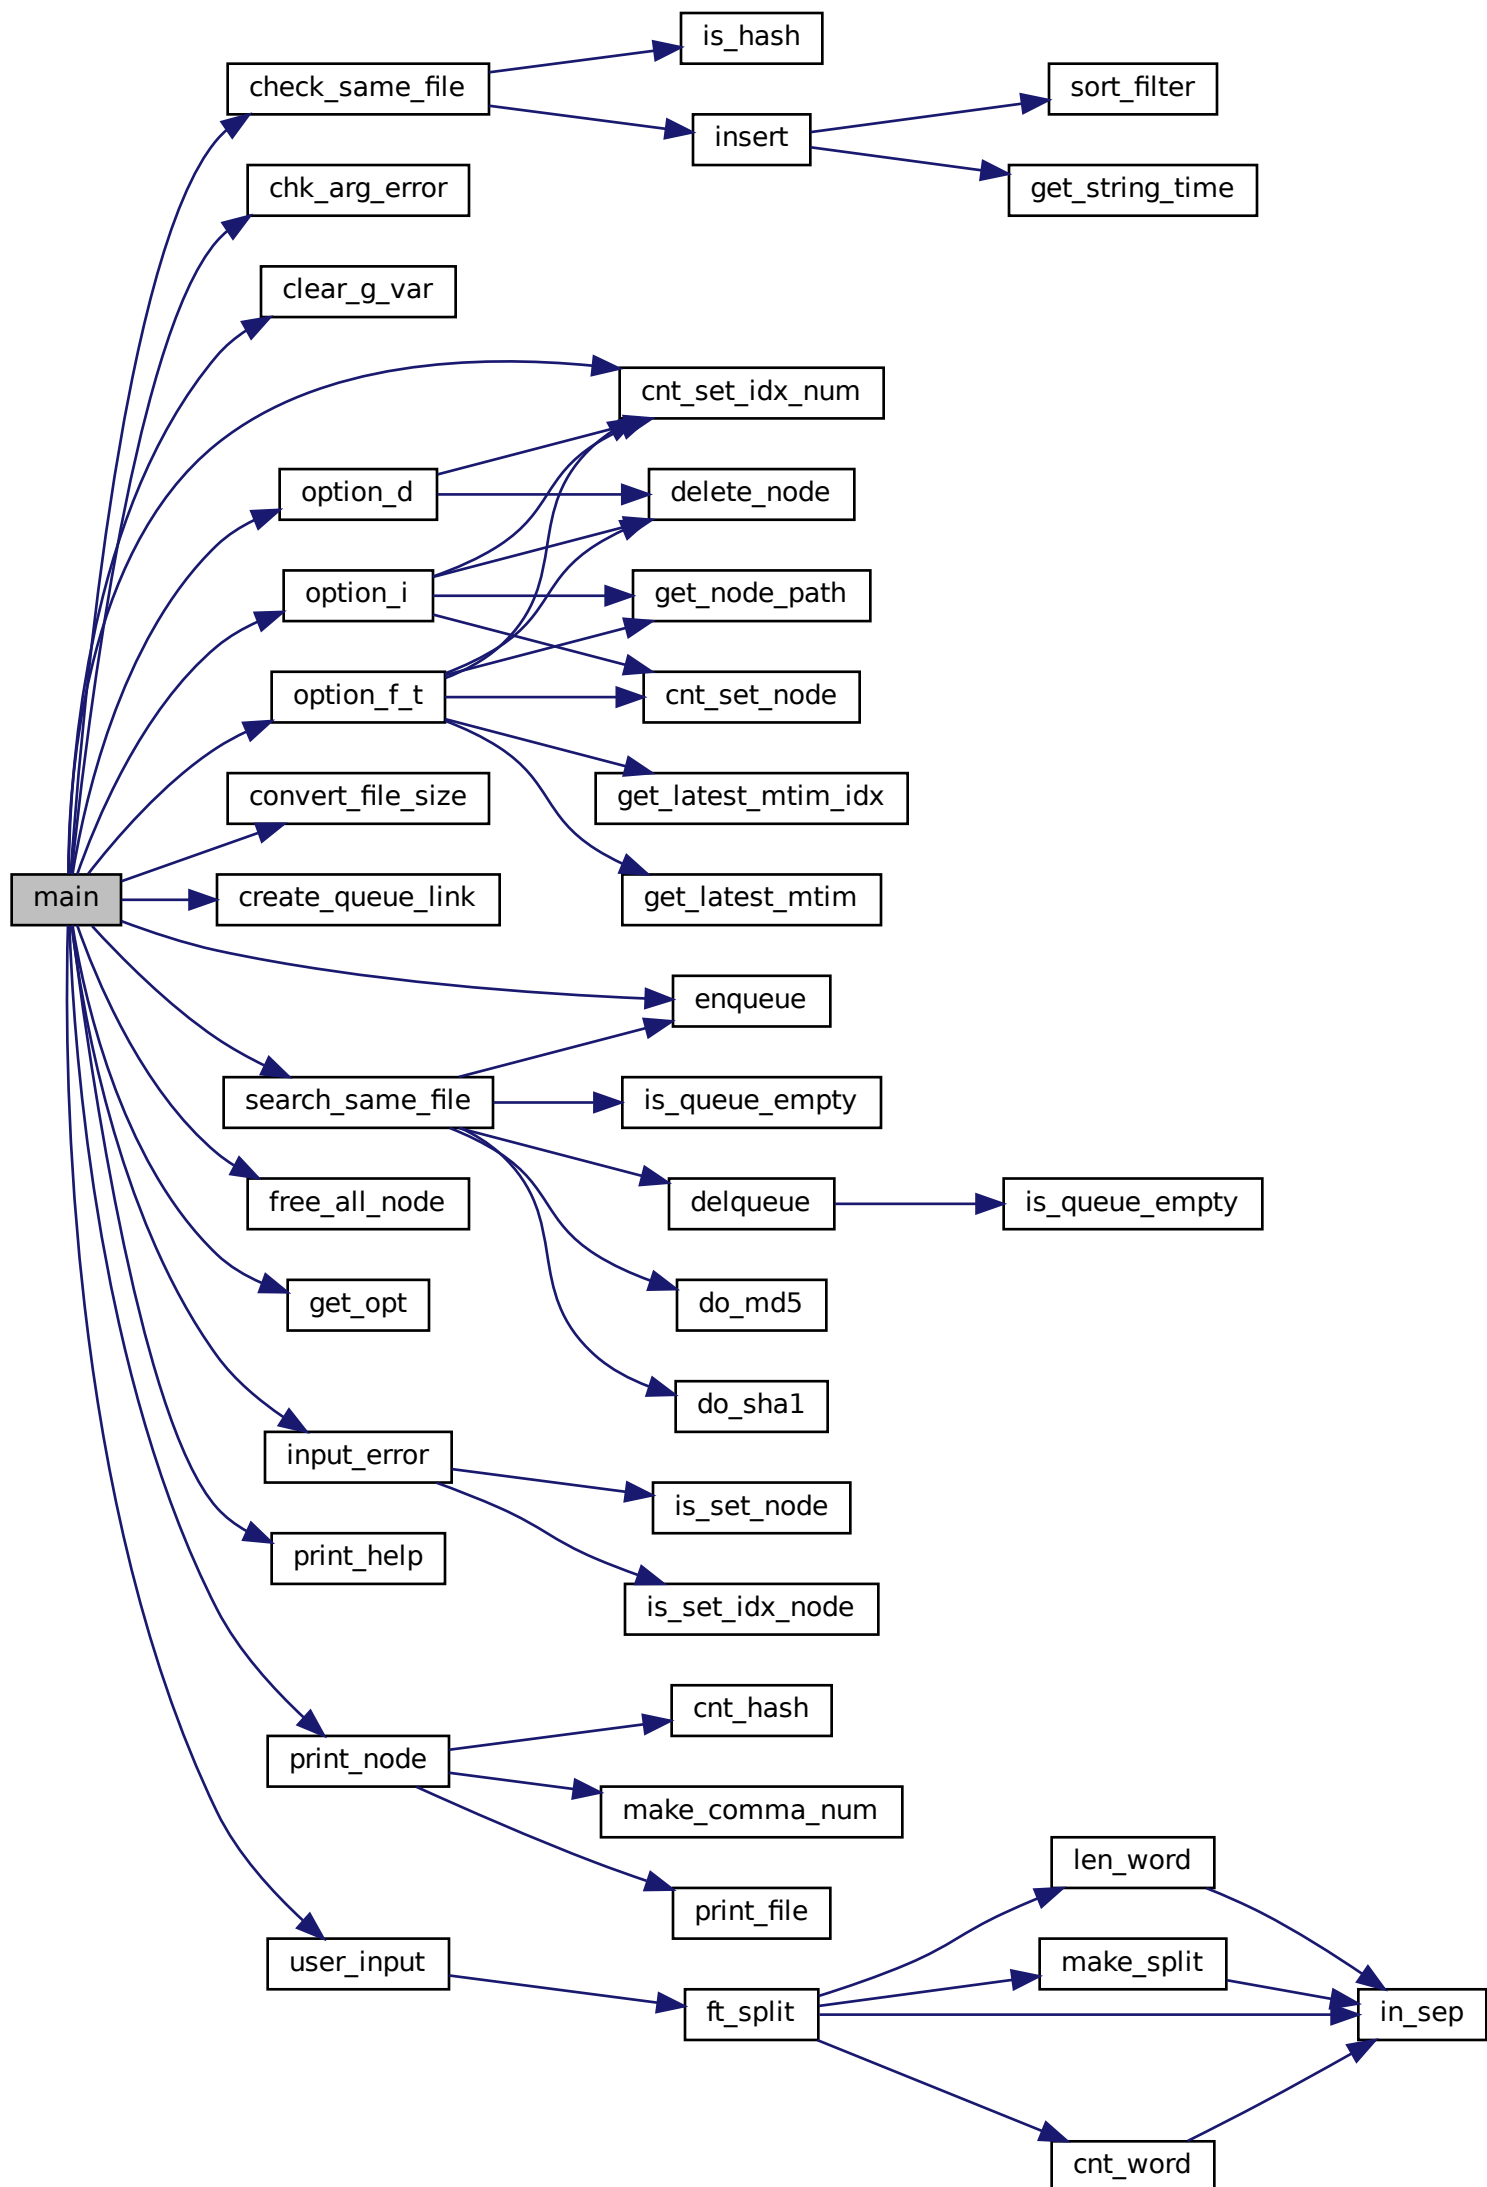 is_hash
check_same_file
sort_filter
insert
chk_arg_error
get_string_time
clear_g_var
cnt_set_idx_num
option_d
delete_node
option_i
get_node_path
option_f_t
cnt_set_node
convert_file_size
get_latest_mtim_idx
main
create_queue_link
get_latest_mtim
enqueue
search_same_file
is_queue_empty
free_all_node
delqueue
is_queue_empty
get_opt
do_md5
do_sha1
input_error
is_set_node
print_help
is_set_idx_node
cnt_hash
print_node
make_comma_num
len_word
print_file
user_input
make_split
ft_split
in_sep
cnt_word